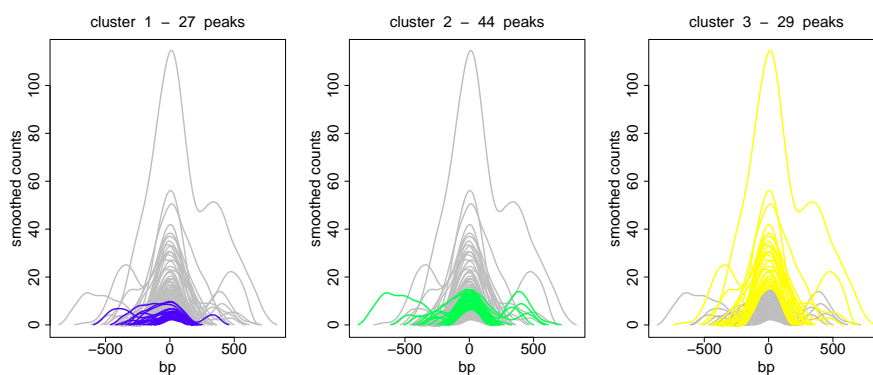 cluster 1 − 27 peaks
smoothed counts
0 20 40 60 80 100
−500 0 500
bp
cluster 2 − 44 peaks
smoothed counts
0 20 40 60 80 100
−500 0 500
bp
cluster 3 − 29 peaks
smoothed counts
0 20 40 60 80 100
−500 0 500
bp